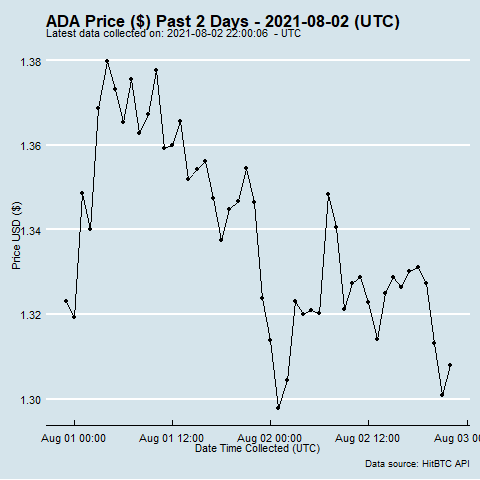 ADA Price ($) Past 2 Days - 2021-08-02 (UTC)
Latest data collected on: 2021-08-02 22:00:06 - UTC
1.38
1.36
1.34
1.32
1.30
Price USD ($)
Aug 01 00:00 Aug 01 12:00 Aug 02 00:00 Aug 02 12:00 Aug 03 0
Date Time Collected (UTC)
Data source: HitBTC API